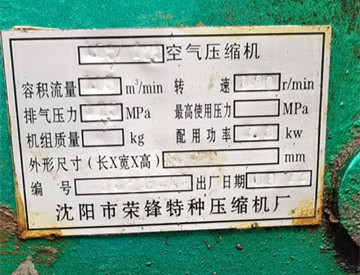 空气压缩机
容积流量 m³/min 转速 r/min
排气压力 MPa 最高使用压力 MPa
机组质量 kg 配用功率 kw
外形尺寸(长X宽X高) mm
编号 出厂日期
沈阳市荣锋特种压缩机厂